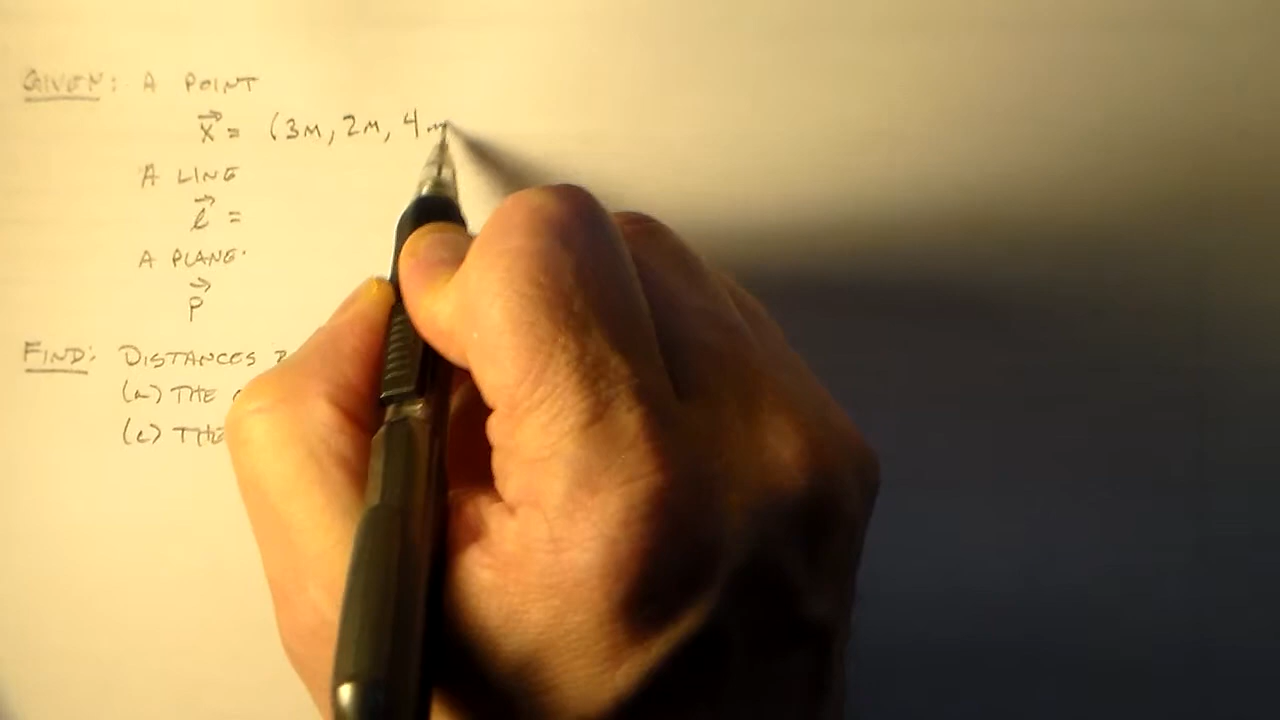 GIVEN: A POINT
x⃗ = (3m, 2m, 4m
A LINE
ℓ⃗ =
A PLANE
p⃗
FIND: DISTANCES
(a) THE
(c) THE